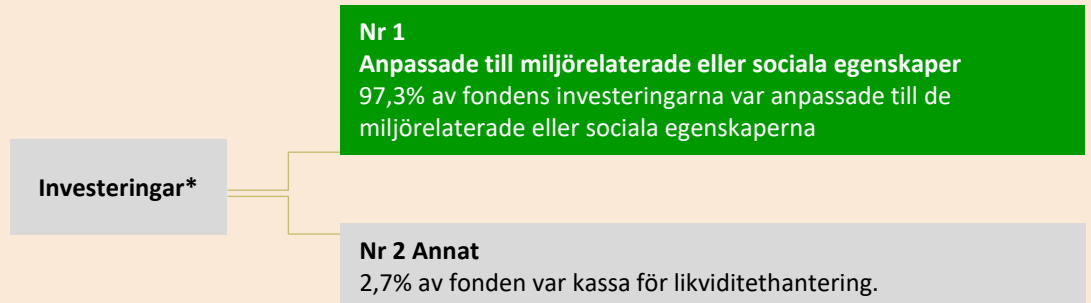 Nr 1
Anpassade till miljörelaterade eller sociala egenskaper
97,3% av fondens investeringarna var anpassade till de
miljörelaterade eller sociala egenskaperna
Investeringar*
Nr 2 Annat
2,7% av fonden var kassa för likviditethantering.